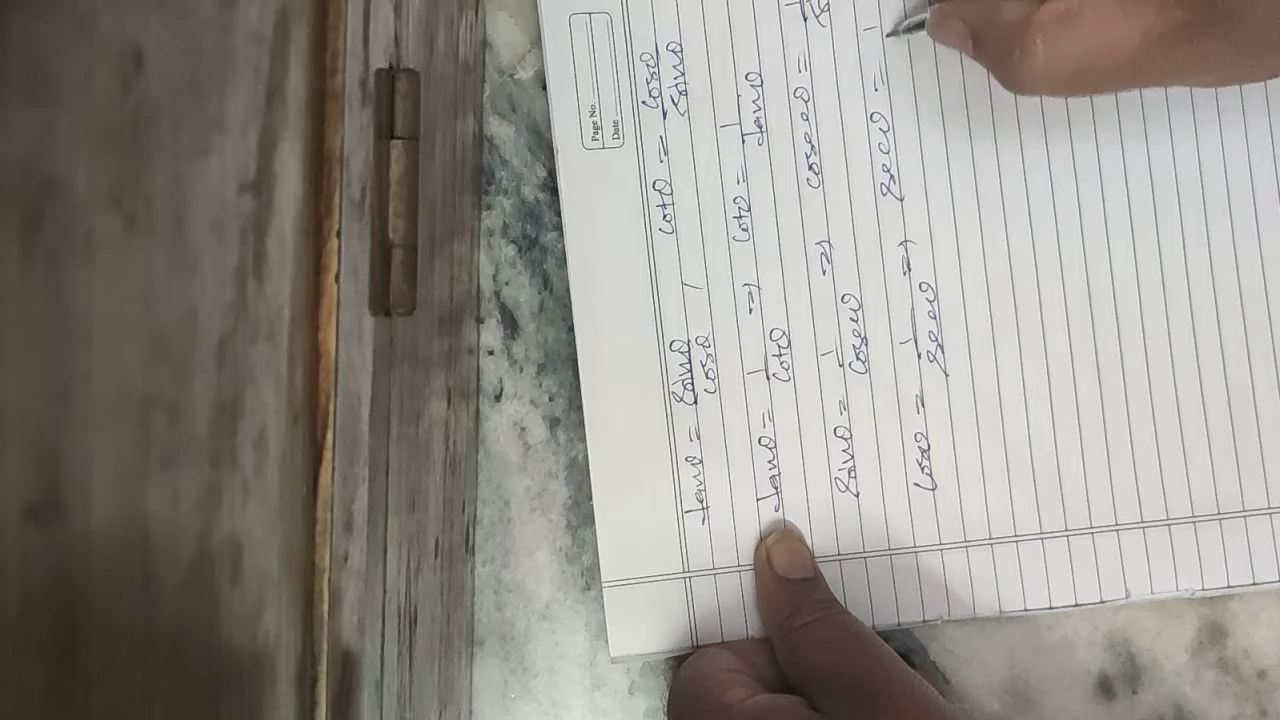 Page No.
Date
tanθ = sinθ/cosθ , cotθ = cosθ/sinθ
tanθ = 1/cotθ ⇒ cotθ = 1/tanθ
sinθ = 1/cosecθ ⇒ cosecθ =
cosθ = 1/secθ ⇒ secθ =